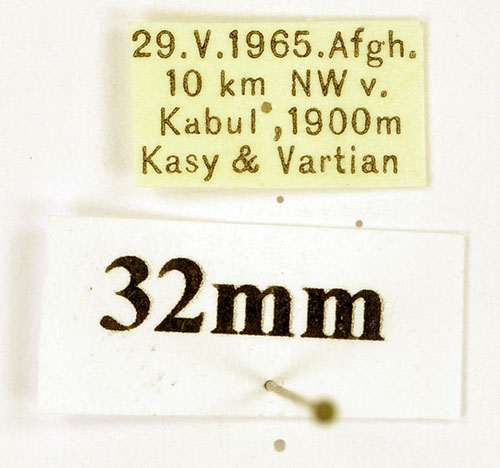 29.V.1965.Afgh.
10 km NW v.
Kabul ,1900m
Kasy & Vartian
32mm